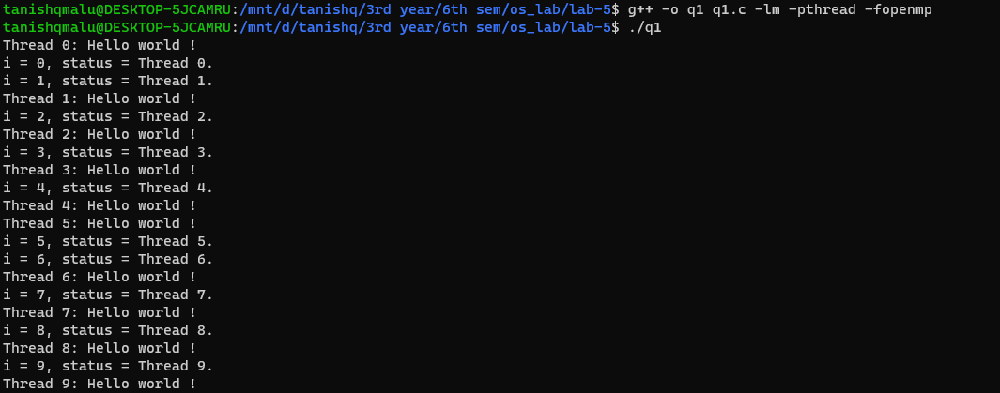 tanishqmalu@DESKTOP-5JCAMRU:/mnt/d/tanishq/3rd year/6th sem/os_lab/lab-5$ g++ -o q1 q1.c -lm -pthread -fopenmp
tanishqmalu@DESKTOP-5JCAMRU:/mnt/d/tanishq/3rd year/6th sem/os_lab/lab-5$ ./q1
Thread 0: Hello world !
i = 0, status = Thread 0.
i = 1, status = Thread 1.
Thread 1: Hello world !
i = 2, status = Thread 2.
Thread 2: Hello world !
i = 3, status = Thread 3.
Thread 3: Hello world !
i = 4, status = Thread 4.
Thread 4: Hello world !
Thread 5: Hello world !
i = 5, status = Thread 5.
i = 6, status = Thread 6.
Thread 6: Hello world !
i = 7, status = Thread 7.
Thread 7: Hello world !
i = 8, status = Thread 8.
Thread 8: Hello world !
i = 9, status = Thread 9.
Thread 9: Hello world !